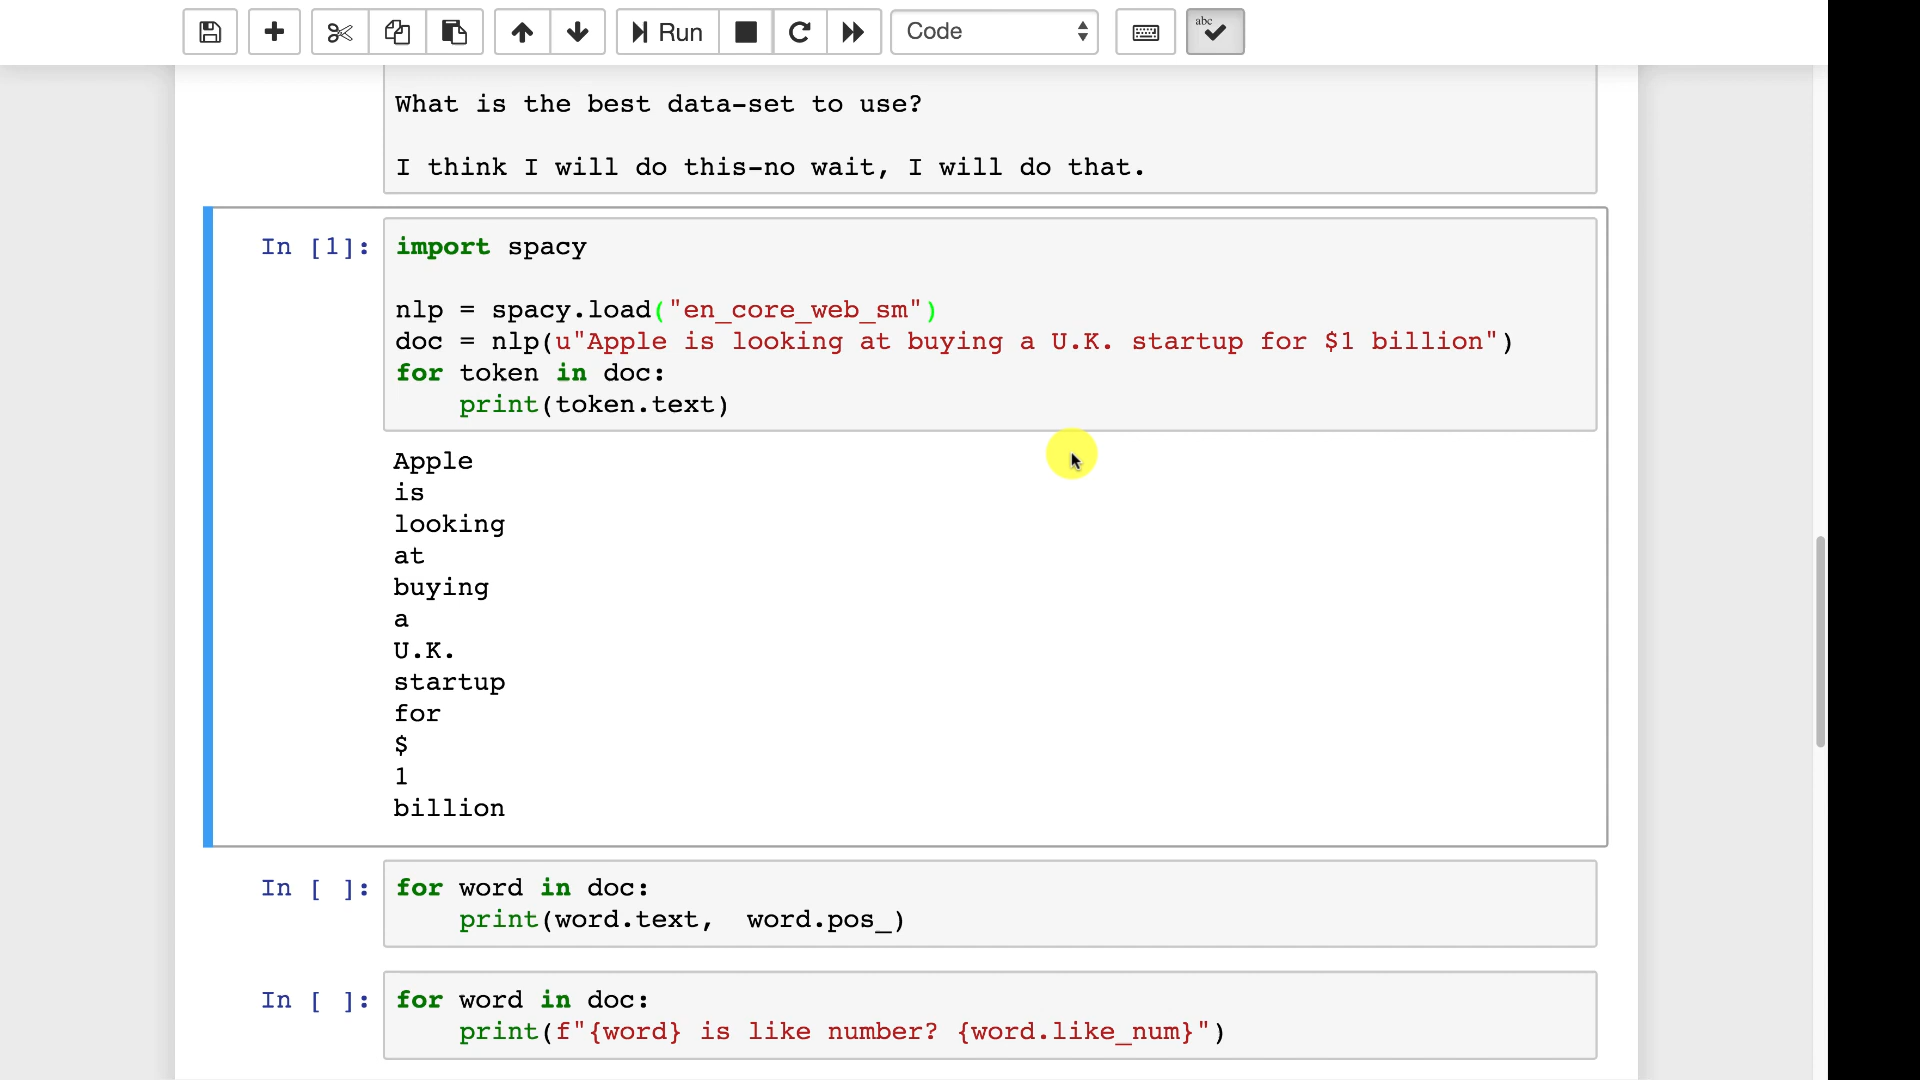 Run
Code
abc
What is the best data-set to use?
I think I will do this-no wait, I will do that.
In [1]:
import spacy
nlp = spacy.load("en_core_web_sm")
doc = nlp(u"Apple is looking at buying a U.K. startup for $1 billion")
for token in doc:
    print(token.text)
Apple
is
looking
at
buying
a
U.K.
startup
for
$
1
billion
In [ ]:
for word in doc:
    print(word.text,  word.pos_)
In [ ]:
for word in doc:
    print(f"{word} is like number? {word.like_num}")